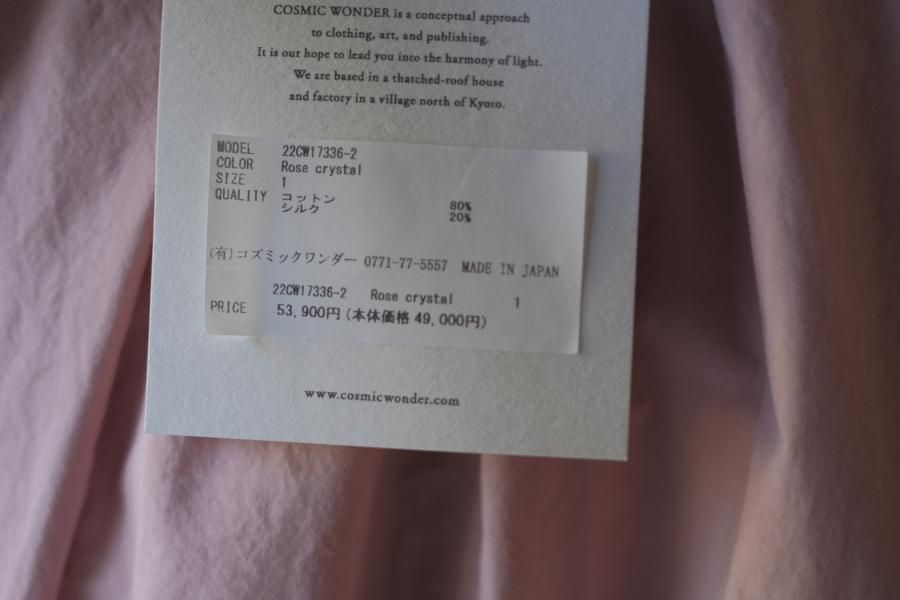 COSMIC WONDER is a conceptual approach
to clothing, art, and publishing.
It is our hope to lead you into the harmony of light.
We are based in a thatched-roof house
and factory in a village north of Kyoto.
MODEL 22CW17336-2
COLOR Rose crystal
SIZE 1
QUALITY コットン 80%
シルク 20%
(有)コズミックワンダー 0771-77-5557 MADE IN JAPAN
22CW17336-2 Rose crystal 1
PRICE 53,900円(本体価格 49,000円)
www.cosmicwonder.com